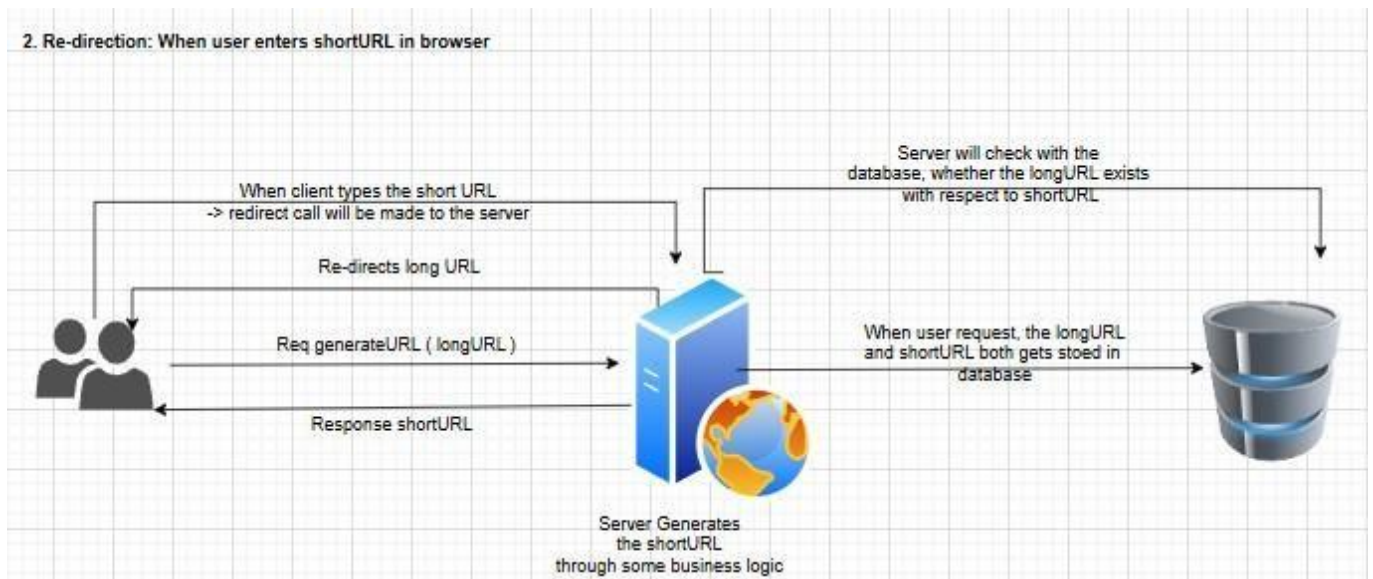 2. Re-direction: When user enters shortURL in browser
Server will check with the
database, whether the longURL exists
with respect to shortURL
When client types the short URL
-> redirect call will be made to the server
Re-directs long URL
Req generateURL ( longURL )
When user request, the longURL
and shortURL both gets stoed in
database
Response shortURL
Server Generates
the shortURL
through some business logic